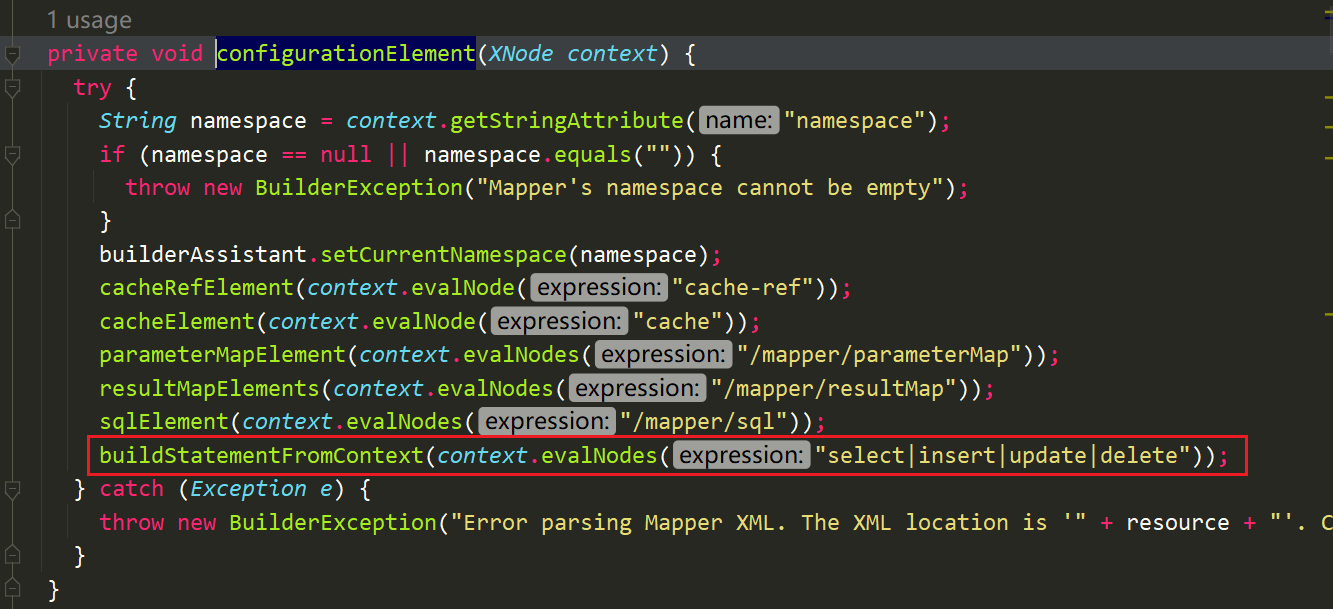 1 usage
private void configurationElement(XNode context) {
try {
String namespace = context.getStringAttribute( name: "namespace");
if (namespace == null || namespace.equals("")) {
throw new BuilderException("Mapper's namespace cannot be empty");
}
builderAssistant.setCurrentNamespace(namespace);
cacheRefElement(context.evalNode( expression: "cache-ref"));
cacheElement(context.evalNode( expression: "cache"));
parameterMapElement(context.evalNodes( expression: "/mapper/parameterMap"));
resultMapElements(context.evalNodes( expression: "/mapper/resultMap"));
sqlElement(context.evalNodes( expression: "/mapper/sql"));
buildStatementFromContext(context.evalNodes( expression: "select|insert|update|delete"));
} catch (Exception e) {
throw new BuilderException("Error parsing Mapper XML. The XML location is '" + resource + "'. C
}
}